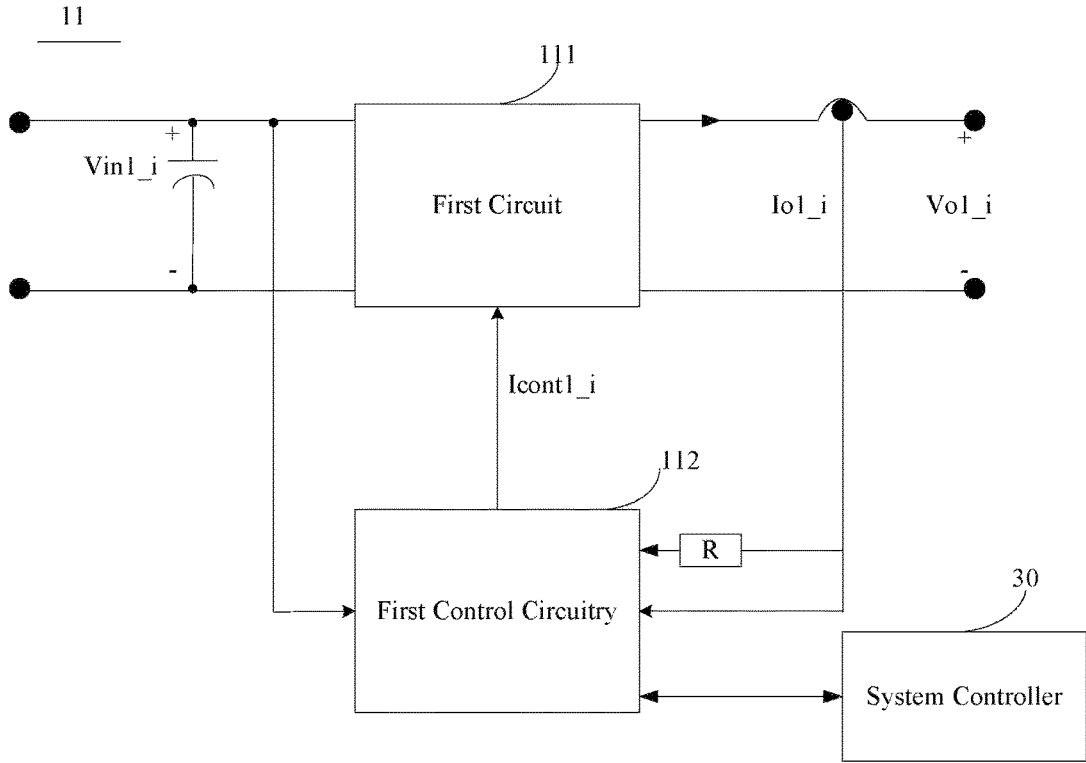 11
111
+
Vin1_i
-
First Circuit
Io1_i
+
Vo1_i
-
Icont1_i
112
R
First Control Circuitry
30
System Controller